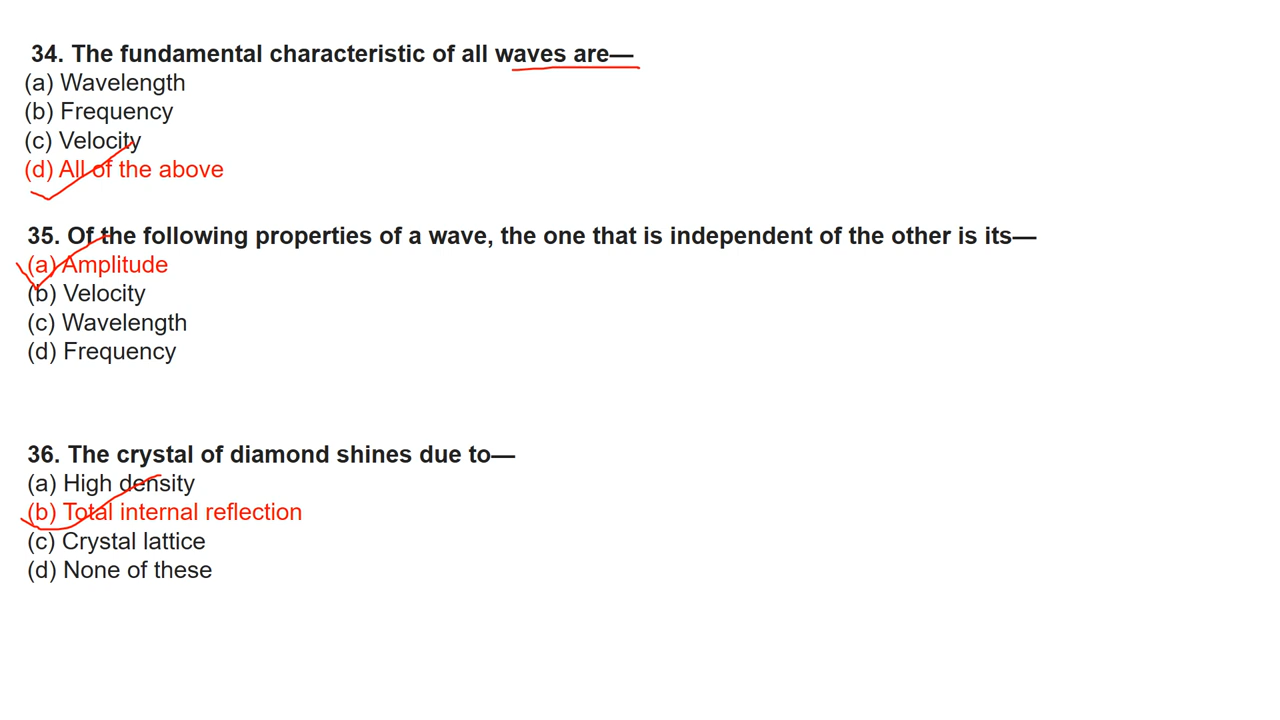 34. The fundamental characteristic of all waves are—
(a) Wavelength
(b) Frequency
(c) Velocity
(d) All of the above
35. Of the following properties of a wave, the one that is independent of the other is its—
(a) Amplitude
(b) Velocity
(c) Wavelength
(d) Frequency
36. The crystal of diamond shines due to—
(a) High density
(b) Total internal reflection
(c) Crystal lattice
(d) None of these